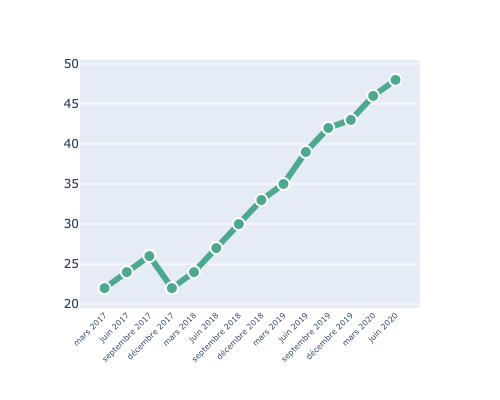 50
45
40
35
30
25
20
mars 2017
juin 2017
septembre 2017
décembre 2017
mars 2018
juin 2018
septembre 2018
décembre 2018
mars 2019
juin 2019
septembre 2019
décembre 2019
mars 2020
juin 2020